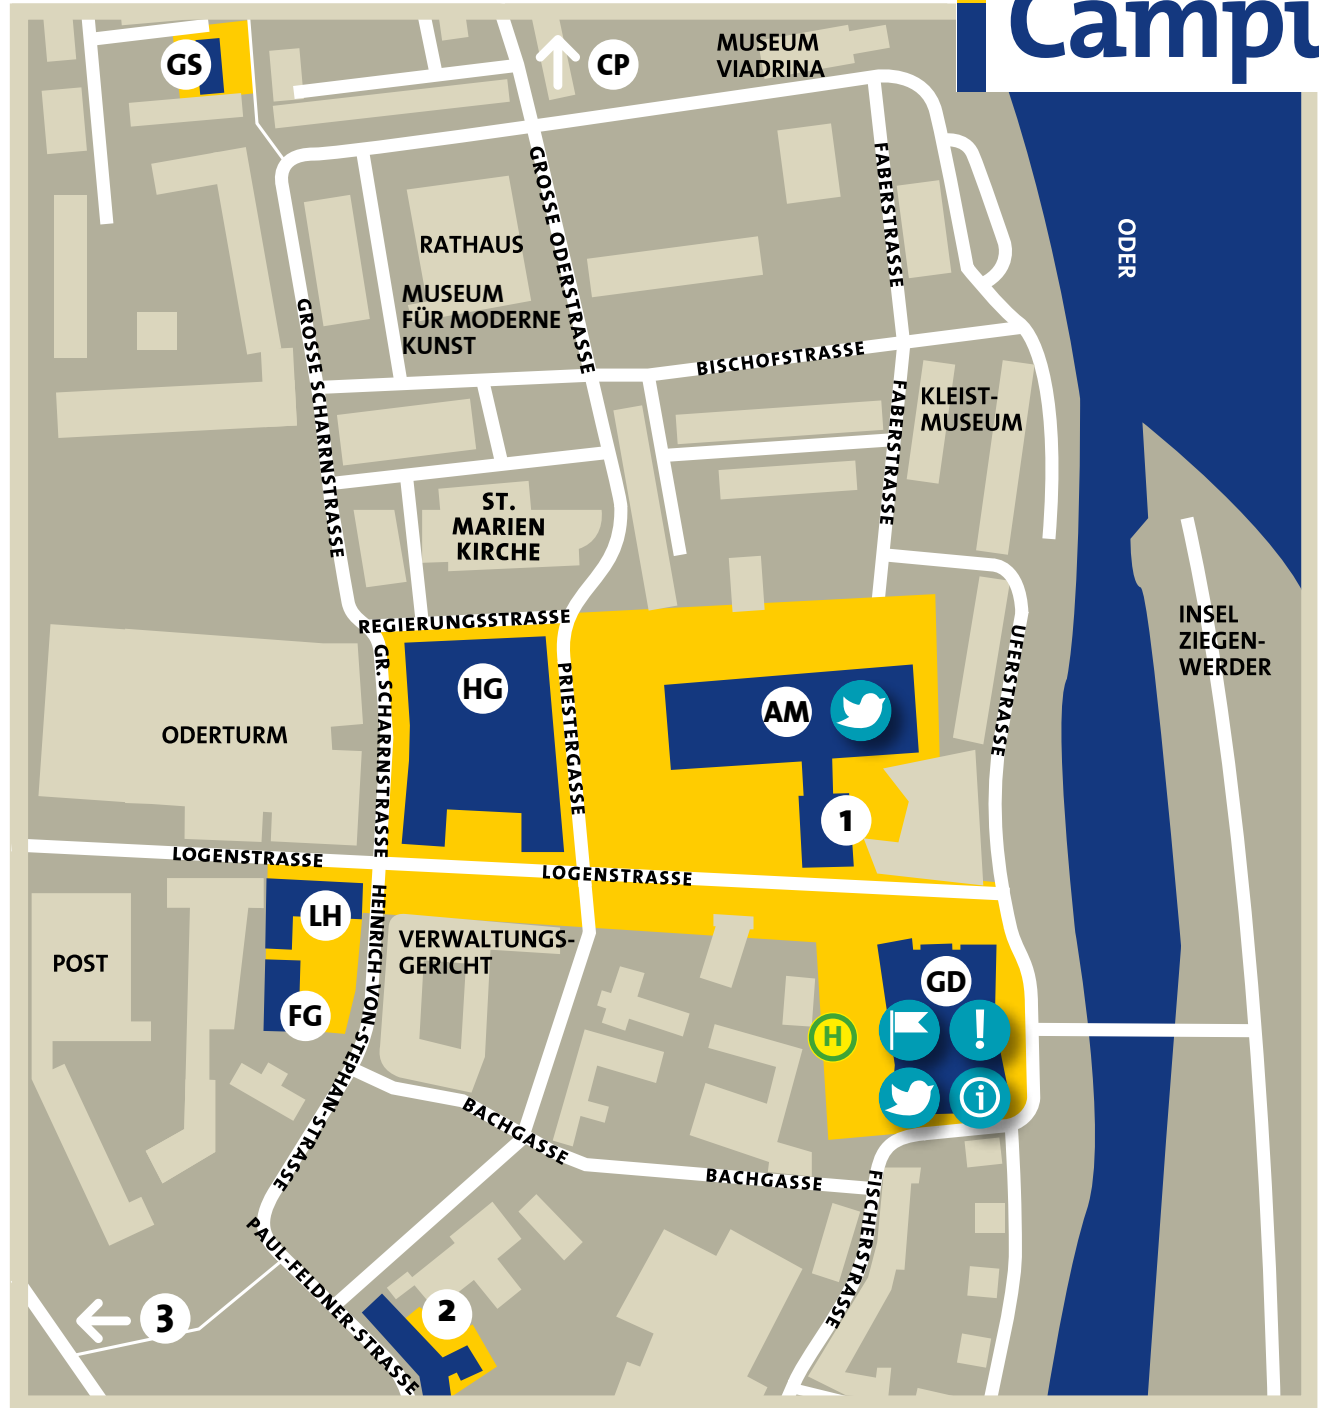 Campu
GS
CP
MUSEUM
VIADRINA
ODER
FABERSTRASSE
GROSSE ODERSTRASSE
RATHAUS
MUSEUM
FÜR MODERNE
KUNST
GROSSE SCHARRNSTRASSE
BISCHOFSTRASSE
FABERSTRASSE
KLEIST-
MUSEUM
ST.
MARIEN
KIRCHE
REGIERUNGSSTRASSE
INSEL
ZIEGEN-
WERDER
UFERSTRASSE
GR. SCHARRNSTRASSE
HG
PRIESTERGASSE
AM
ODERTURM
1
LOGENSTRASSE
LOGENSTRASSE
LH
HEINRICH-VON-STEPHAN-STRASSE
VERWALTUNGS-
GERICHT
POST
GD
FG
H
!
i
BACHGASSE
BACHGASSE
FISCHERSTRASSE
PAUL-FELDNER-STRASSE
3
2